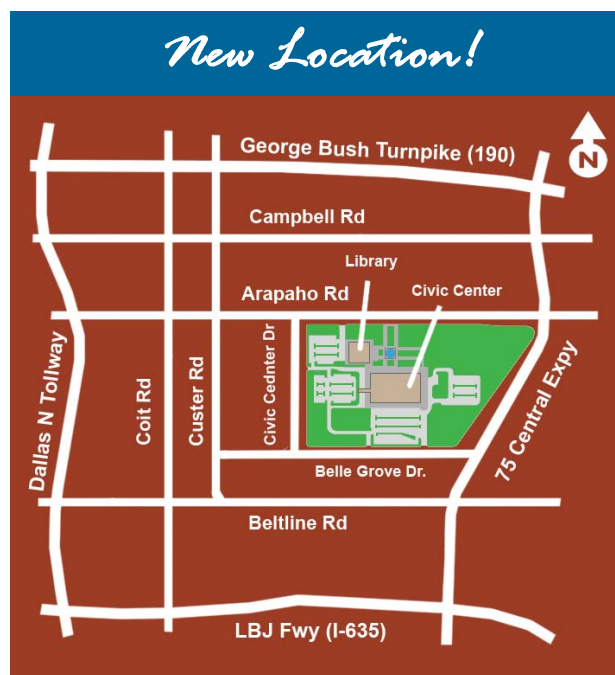 New Location!
N
George Bush Turnpike (190)
Campbell Rd
Library
Civic Center
Arapaho Rd
Dallas N Tollway
Coit Rd
Custer Rd
Civic Cednter Dr
75 Central Expy
Belle Grove Dr.
Beltline Rd
LBJ Fwy (I-635)